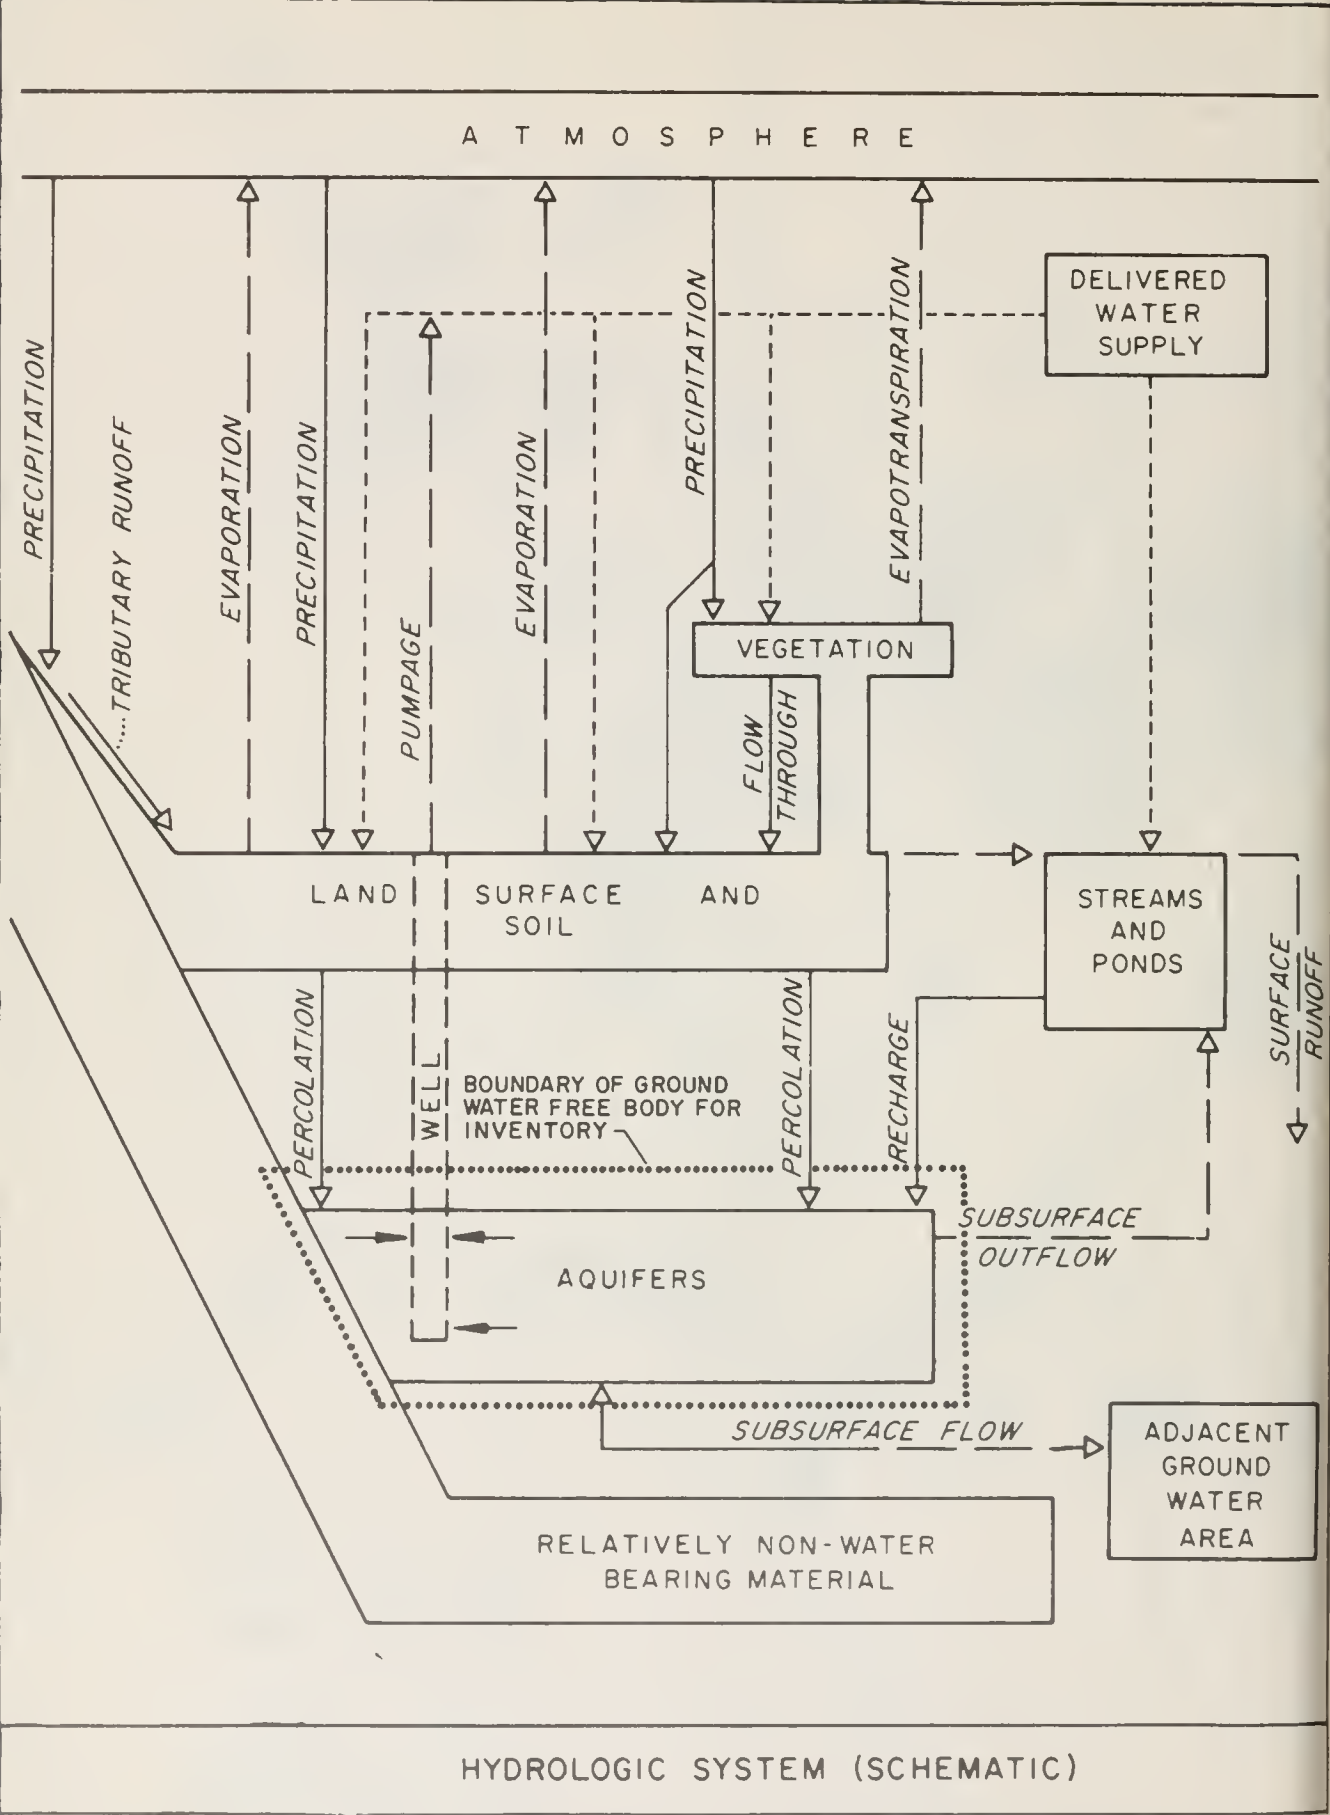 ATMOSPHERE
DELIVERED
WATER
SUPPLY
PRECIPITATION
TRIBUTARY RUNOFF
EVAPORATION
PRECIPITATION
PUMPAGE
EVAPORATION
PRECIPITATION
EVAPOTRANSPIRATION
VEGETATION
FLOW
THROUGH
LAND SURFACE AND
SOIL
STREAMS
AND
PONDS
SURFACE
RUNOFF
PERCOLATION
WELL
BOUNDARY OF GROUND
WATER FREE BODY FOR
INVENTORY
PERCOLATION
RECHARGE
SUBSURFACE
OUTFLOW
AQUIFERS
SUBSURFACE FLOW
ADJACENT
GROUND
WATER
AREA
RELATIVELY NON-WATER
BEARING MATERIAL
HYDROLOGIC SYSTEM (SCHEMATIC)